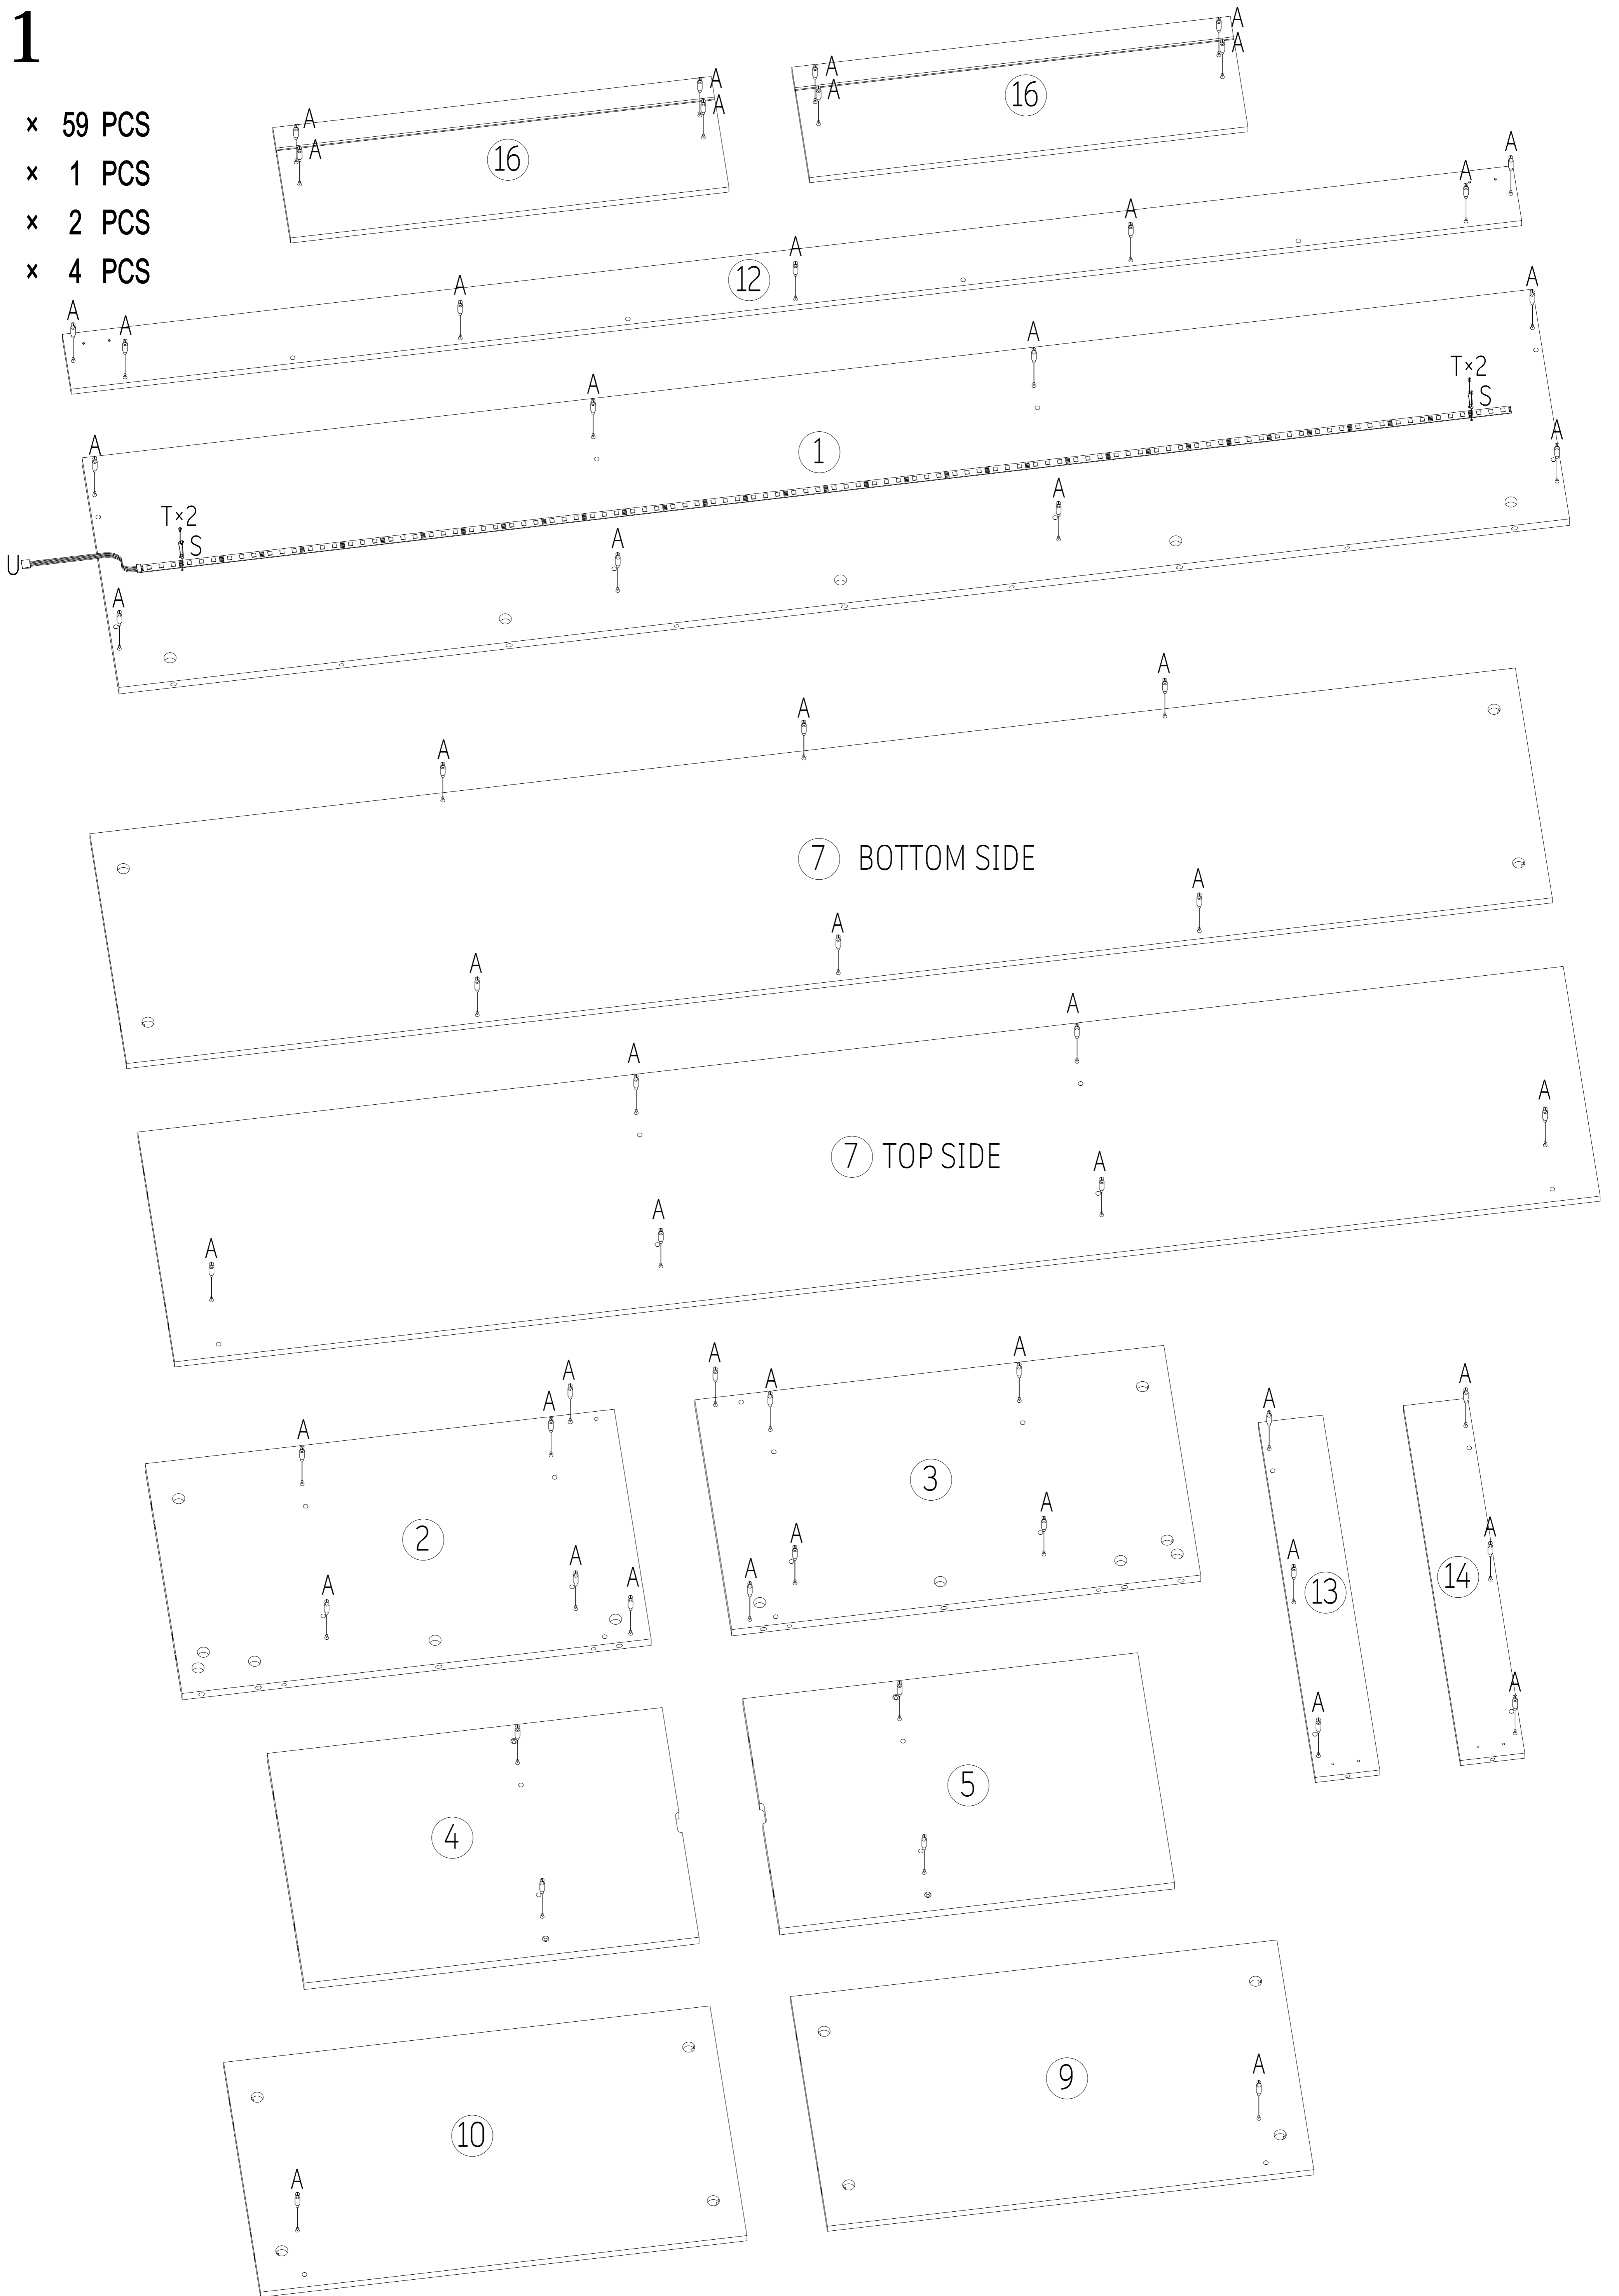 1
× 59 PCS
× 1 PCS
× 2 PCS
× 4 PCS
A A
A A
16
A A
A A
16
A A A A A A A
12
A A A A
T×2
S
1
T×2
S
U
A A A A
A A A
7 BOTTOM SIDE
A A A
A A
7 TOP SIDE
A A A A
A A A
2
A A A
A A A
3
A A A
A
A
13
A
A
14
A
A
4
5
9
A
10
A